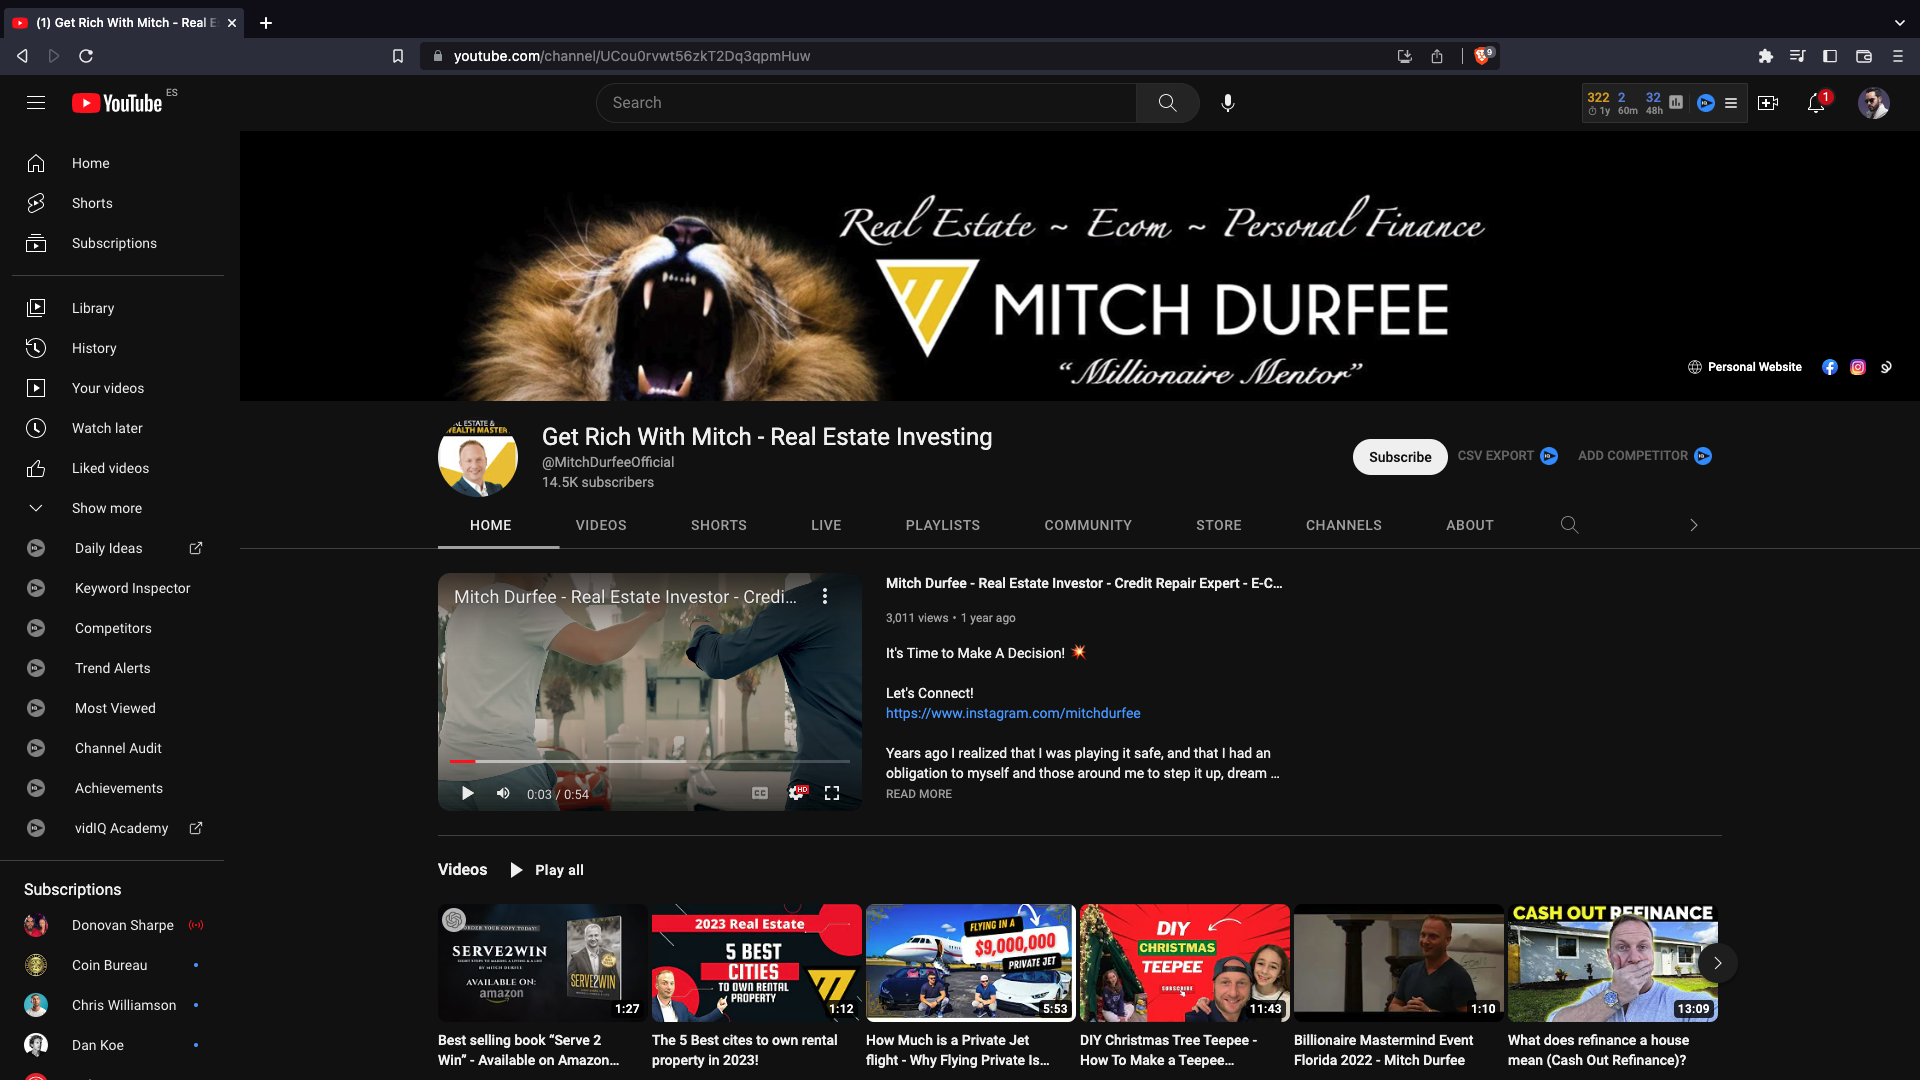 (1) Get Rich With Mitch - Real E
youtube.com/channel/UCou0rvwt56zkT2Dq3qpmHuw
9
YouTube ES
Search
322 2 32
1y 60m 48h
1
Home
Shorts
Subscriptions
Library
History
Your videos
Watch later
Liked videos
Show more
Daily Ideas
Keyword Inspector
Competitors
Trend Alerts
Most Viewed
Channel Audit
Achievements
vidIQ Academy
Subscriptions
Donovan Sharpe
Coin Bureau
Chris Williamson
Dan Koe
Real Estate ~ Ecom ~ Personal Finance
MITCH DURFEE
“Millionaire Mentor”
Personal Website
AL ESTATE &
WEALTH MASTER
Get Rich With Mitch - Real Estate Investing
@MitchDurfeeOfficial
14.5K subscribers
Subscribe
CSV EXPORT
ADD COMPETITOR
HOME VIDEOS SHORTS LIVE PLAYLISTS COMMUNITY STORE CHANNELS ABOUT
Mitch Durfee - Real Estate Investor - Credi...
0:03 / 0:54
CC
HD
Mitch Durfee - Real Estate Investor - Credit Repair Expert - E-C...
3,011 views • 1 year ago
It's Time to Make A Decision! 💥
Let's Connect!
https://www.instagram.com/mitchdurfee
Years ago I realized that I was playing it safe, and that I had an
obligation to myself and those around me to step it up, dream ...
READ MORE
Videos
Play all
ORDER YOUR COPY TODAY!
SERVE2WIN
BY MITCH DURFEE
AVAILABLE ON:
amazon
SERVE2WIN
1:27
Best selling book “Serve 2
Win” - Available on Amazon...
2023 Real Estate
5 BEST
CITIES
TO OWN RENTAL
PROPERTY
1:12
The 5 Best cites to own rental
property in 2023!
FLYING IN A
$9,000,000
PRIVATE JET
5:53
How Much is a Private Jet
flight - Why Flying Private Is...
DIY
CHRISTMAS
TEEPEE
SUBSCRIBE
11:43
DIY Christmas Tree Teepee -
How To Make a Teepee...
GOAL
1:10
Billionaire Mastermind Event
Florida 2022 - Mitch Durfee
CASH OUT REFINANCE
13:09
What does refinance a house
mean (Cash Out Refinance)?